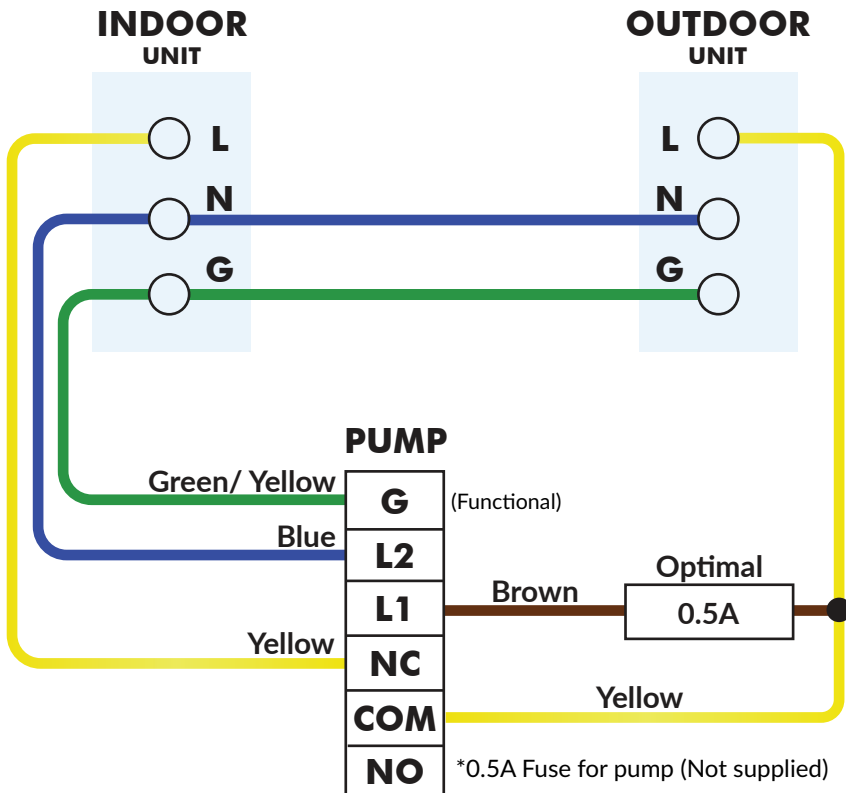 INDOOR
UNIT
OUTDOOR
UNIT
L
L
N
N
G
G
PUMP
Green/ Yellow
G
(Functional)
Blue
L2
Optimal
L1
Brown
0.5A
Yellow
NC
Yellow
COM
NO
*0.5A Fuse for pump (Not supplied)